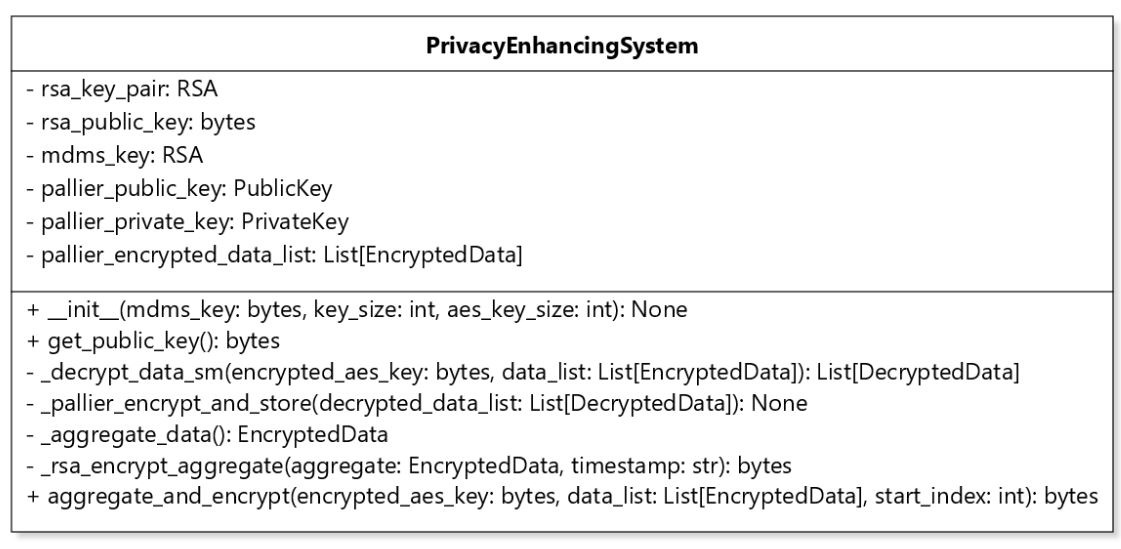 PrivacyEnhancingSystem
- rsa_key_pair: RSA
- rsa_public_key: bytes
- mdms_key: RSA
- pallier_public_key: PublicKey
- pallier_private_key: PrivateKey
- pallier_encrypted_data_list: List[EncryptedData]
+ __init__(mdms_key: bytes, key_size: int, aes_key_size: int): None
+ get_public_key(): bytes
- _decrypt_data_sm(encrypted_aes_key: bytes, data_list: List[EncryptedData]): List[DecryptedData]
- _pallier_encrypt_and_store(decrypted_data_list: List[DecryptedData]): None
- _aggregate_data(): EncryptedData
- _rsa_encrypt_aggregate(aggregate: EncryptedData, timestamp: str): bytes
+ aggregate_and_encrypt(encrypted_aes_key: bytes, data_list: List[EncryptedData], start_index: int): bytes